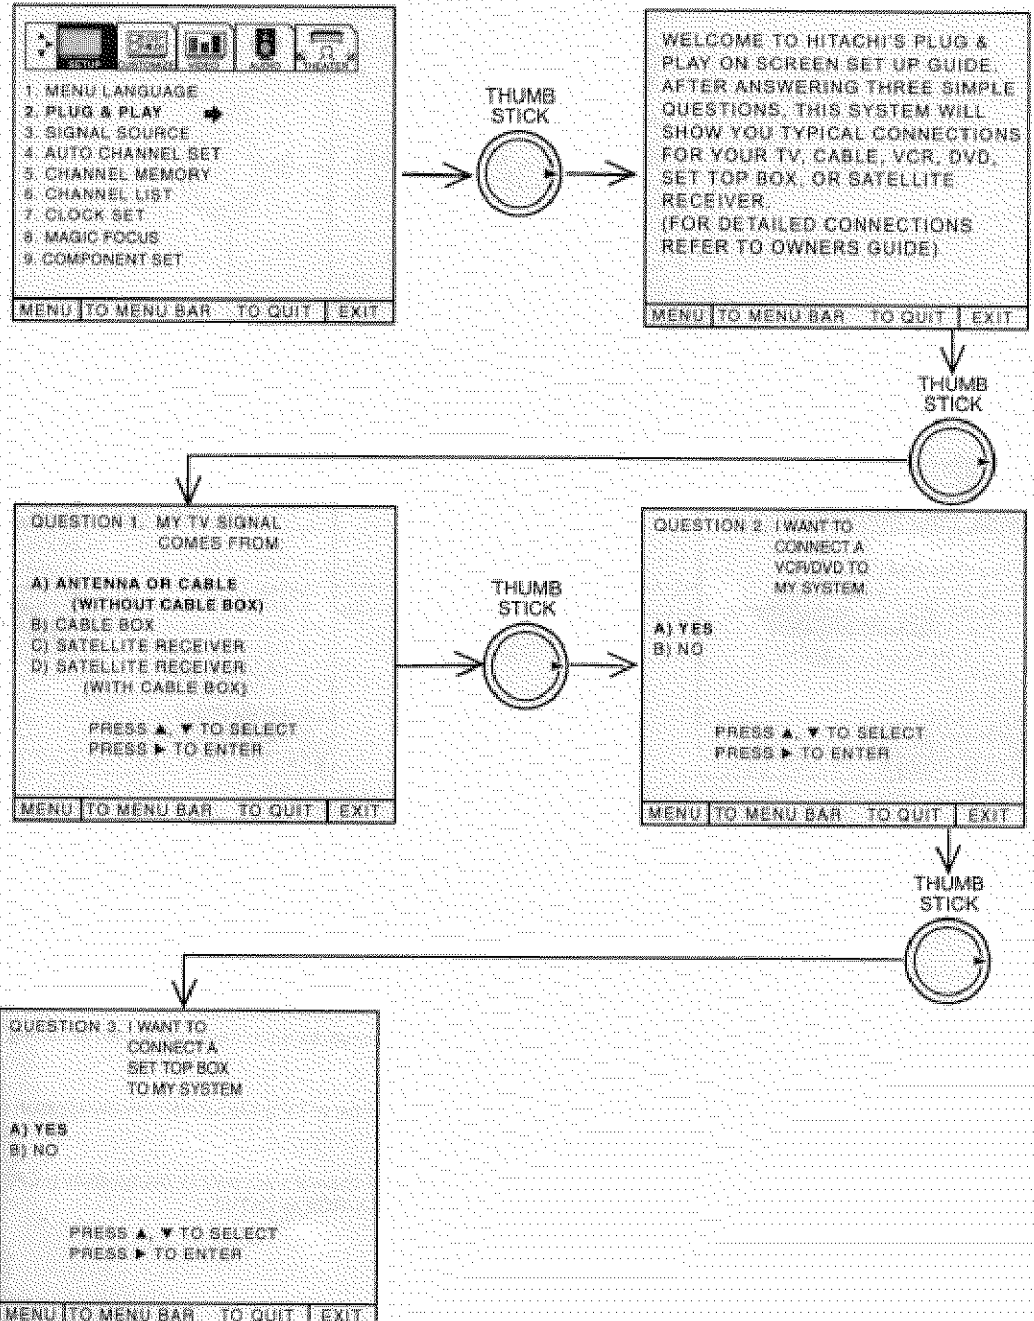 SETUP CUSTOMIZE VIDEO AUDIO THEATER
1. MENU LANGUAGE
2. PLUG & PLAY
3. SIGNAL SOURCE
4. AUTO CHANNEL SET
5. CHANNEL MEMORY
6. CHANNEL LIST
7. CLOCK SET
8. MAGIC FOCUS
9. COMPONENT SET
MENU TO MENU BAR TO QUIT EXIT
THUMB
STICK
WELCOME TO HITACHI'S PLUG &
PLAY ON SCREEN SET UP GUIDE.
AFTER ANSWERING THREE SIMPLE
QUESTIONS, THIS SYSTEM WILL
SHOW YOU TYPICAL CONNECTIONS
FOR YOUR TV, CABLE, VCR, DVD,
SET TOP BOX, OR SATELLITE
RECEIVER.
(FOR DETAILED CONNECTIONS
REFER TO OWNERS GUIDE)
MENU TO MENU BAR TO QUIT EXIT
THUMB
STICK
QUESTION 1. MY TV SIGNAL
COMES FROM
A) ANTENNA OR CABLE
(WITHOUT CABLE BOX)
B) CABLE BOX
C) SATELLITE RECEIVER
D) SATELLITE RECEIVER
(WITH CABLE BOX)
PRESS ▲, ▼ TO SELECT
PRESS ► TO ENTER
MENU TO MENU BAR TO QUIT EXIT
THUMB
STICK
QUESTION 2. I WANT TO
CONNECT A
VCR/DVD TO
MY SYSTEM
A) YES
B) NO
PRESS ▲, ▼ TO SELECT
PRESS ► TO ENTER
MENU TO MENU BAR TO QUIT EXIT
THUMB
STICK
QUESTION 3. I WANT TO
CONNECT A
SET TOP BOX
TO MY SYSTEM
A) YES
B) NO
PRESS ▲, ▼ TO SELECT
PRESS ► TO ENTER
MENU TO MENU BAR TO QUIT EXIT